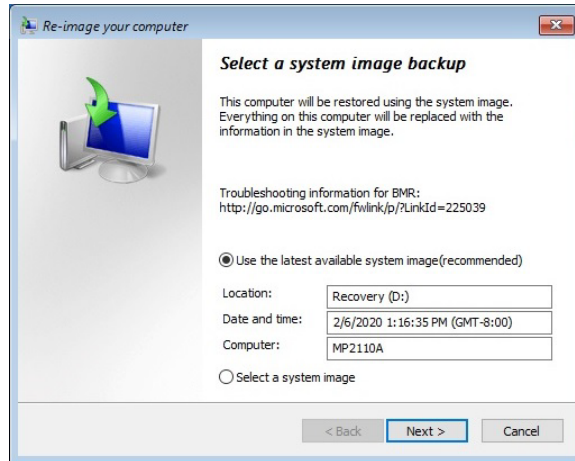 Re-image your computer
Select a system image backup
This computer will be restored using the system image.
Everything on this computer will be replaced with the
information in the system image.
Troubleshooting information for BMR:
http://go.microsoft.com/fwlink/p/?LinkId=225039
Use the latest available system image(recommended)
Location: Recovery (D:)
Date and time: 2/6/2020 1:16:35 PM (GMT-8:00)
Computer: MP2110A
Select a system image
< Back Next > Cancel